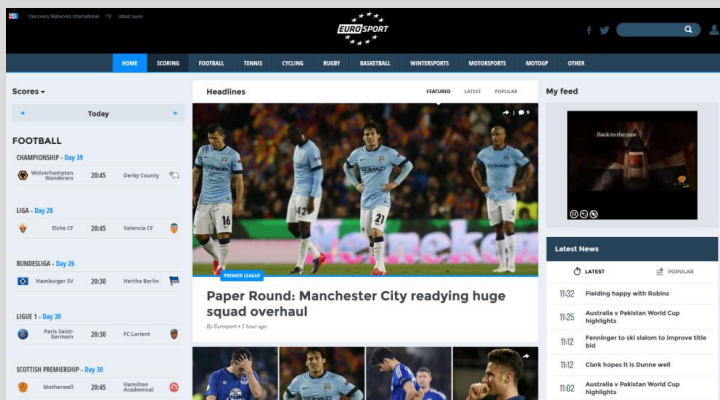 Discovery Networks International TV latest news
EUROSPORT
HOME SCORING FOOTBALL TENNIS CYCLING RUGBY BASKETBALL WINTERSPORTS MOTORSPORTS MOTOGP OTHER
Scores
Today
FOOTBALL
CHAMPIONSHIP - Day 39
Wolverhampton
Wanderers 20:45 Derby County
LIGA - Day 28
Elche CF 20:45 Valencia CF
BUNDESLIGA - Day 26
Hamburger SV 20:30 Hertha Berlin
LIGUE 1 - Day 30
Paris Saint-
Germain 20:30 FC Lorient
SCOTTISH PREMIERSHIP - Day 30
Motherwell 20:45 Hamilton
Academical
Headlines FEATURED LATEST POPULAR
9
16
42
21
PREMIER LEAGUE
Paper Round: Manchester City readying huge
squad overhaul
By Eurosport • 1 hour ago
My feed
Back to the past
Latest News
LATEST POPULAR
11:32 Fielding happy with Robins
11:25 Australia v Pakistan World Cup
highlights
11:12 Fenninger to ski slalom to improve title
bid
11:12 Clark hopes it is Dunne well
11:02 Australia v Pakistan World Cup
highlights